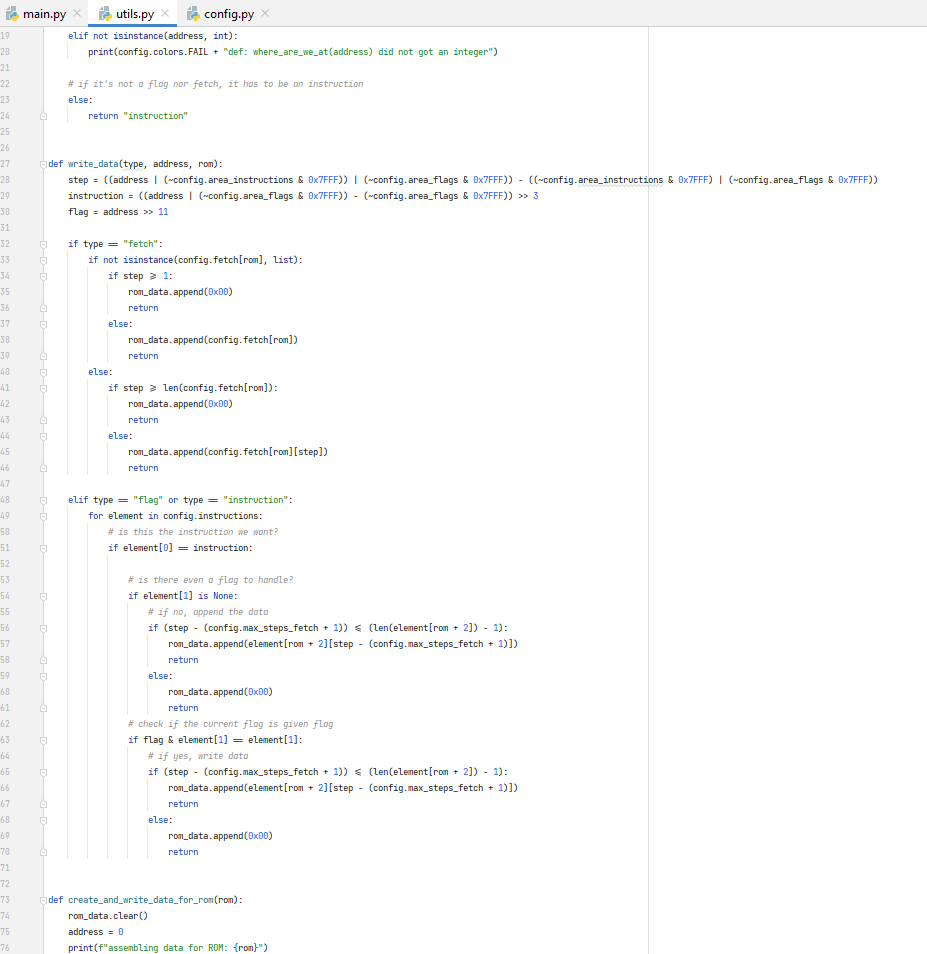 main.py utils.py config.py
19 elif not isinstance(address, int):
20 print(config.colors.FAIL + "def: where_are_we_at(address) did not got an integer")
21
22 # if it's not a flag nor fetch, it has to be an instruction
23 else:
24 return "instruction"
25
26
27 def write_data(type, address, rom):
28 step = ((address | (~config.area_instructions & 0x7FFF)) | (~config.area_flags & 0x7FFF)) - ((~config.area_instructions & 0x7FFF) | (~config.area_flags & 0x7FFF))
29 instruction = ((address | (~config.area_flags & 0x7FFF)) - (~config.area_flags & 0x7FFF)) >> 3
30 flag = address >> 11
31
32 if type == "fetch":
33 if not isinstance(config.fetch[rom], list):
34 if step >= 1:
35 rom_data.append(0x00)
36 return
37 else:
38 rom_data.append(config.fetch[rom])
39 return
40 else:
41 if step >= len(config.fetch[rom]):
42 rom_data.append(0x00)
43 return
44 else:
45 rom_data.append(config.fetch[rom][step])
46 return
47
48 elif type == "flag" or type == "instruction":
49 for element in config.instructions:
50 # is this the instruction we want?
51 if element[0] == instruction:
52
53 # is there even a flag to handle?
54 if element[1] is None:
55 # if no, append the data
56 if (step - (config.max_steps_fetch + 1)) <= (len(element[rom + 2]) - 1):
57 rom_data.append(element[rom + 2][step - (config.max_steps_fetch + 1)])
58 return
59 else:
60 rom_data.append(0x00)
61 return
62 # check if the current flag is given flag
63 if flag & element[1] == element[1]:
64 # if yes, write data
65 if (step - (config.max_steps_fetch + 1)) <= (len(element[rom + 2]) - 1):
66 rom_data.append(element[rom + 2][step - (config.max_steps_fetch + 1)])
67 return
68 else:
69 rom_data.append(0x00)
70 return
71
72
73 def create_and_write_data_for_rom(rom):
74 rom_data.clear()
75 address = 0
76 print(f"assembling data for ROM: {rom}")